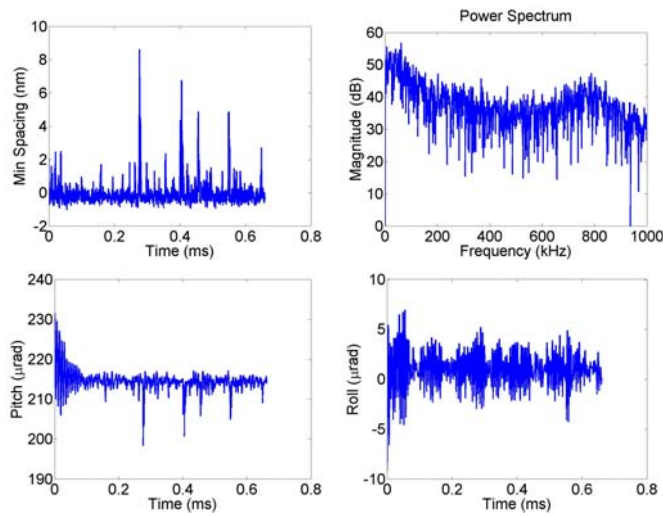 10
8
6
4
2
0
-2
Min Spacing (nm)
0 0.2 0.4 0.6 0.8
Time (ms)
Power Spectrum
60
50
40
30
20
10
0
Magnitude (dB)
0 200 400 600 800 1000
Frequency (kHz)
240
230
220
210
200
190
Pitch (μrad)
0 0.2 0.4 0.6 0.8
Time (ms)
10
5
0
-5
-10
Roll (μrad)
0 0.2 0.4 0.6 0.8
Time (ms)